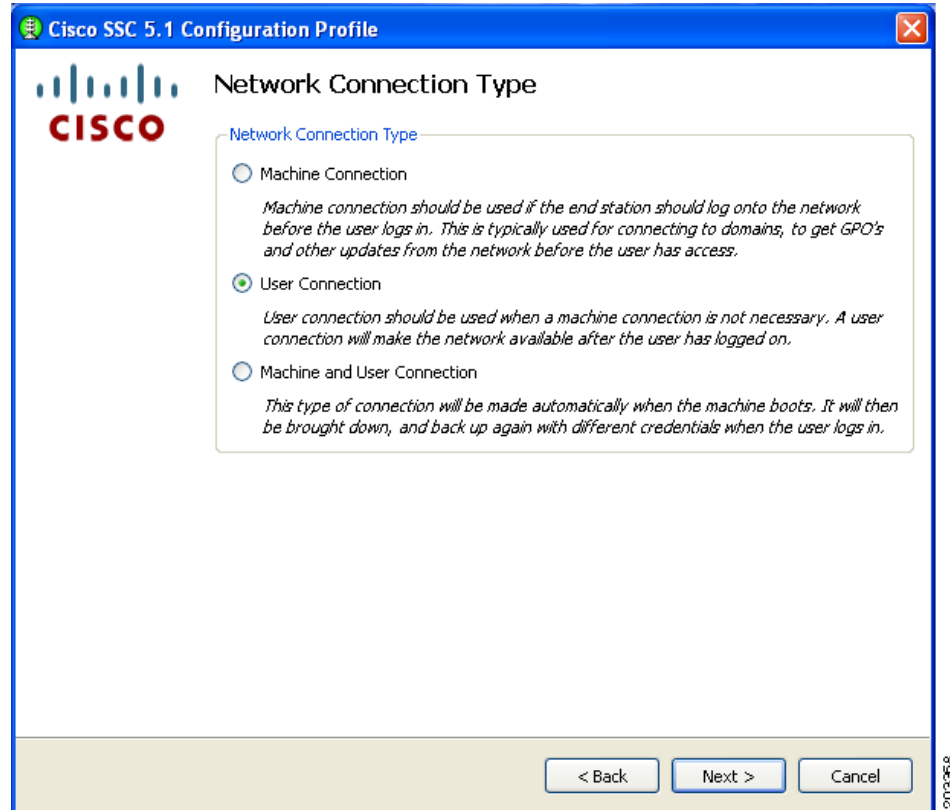 Cisco SSC 5.1 Configuration Profile
CISCO
Network Connection Type
Network Connection Type
Machine Connection
Machine connection should be used if the end station should log onto the network
before the user logs in. This is typically used for connecting to domains, to get GPO's
and other updates from the network before the user has access.
User Connection
User connection should be used when a machine connection is not necessary. A user
connection will make the network available after the user has logged on.
Machine and User Connection
This type of connection will be made automatically when the machine boots. It will then
be brought down, and back up again with different credentials when the user logs in.
< Back
Next >
Cancel